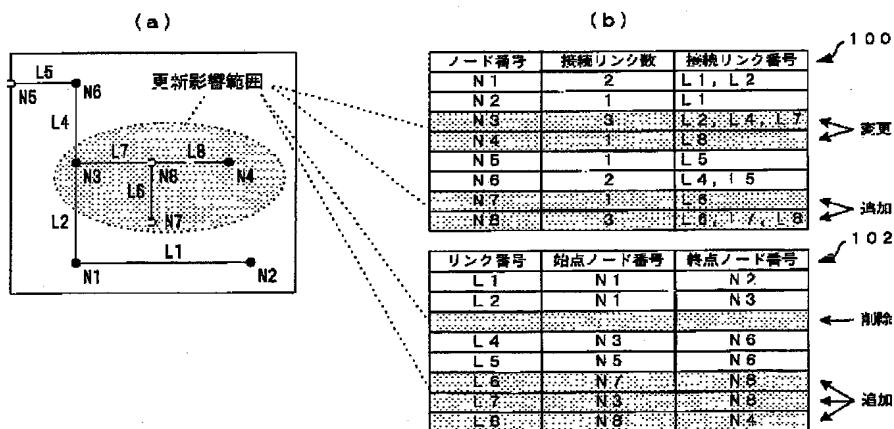 (a)
L5
N5
N6
更新影響範囲
L4
L7
L8
N3
N8
N4
L6
N7
L2
L1
N1
N2
(b)
100
ノード番号 接続リンク数 接続リンク番号
N1 2 L1, L2
N2 1 L1
N3 3 L2, L4, L7
N4 1 L8
変更
N5 1 L5
N6 2 L4, L5
N7 1 L6
N8 3 L6, L7, L8
追加
102
リンク番号 始点ノード番号 終点ノード番号
L1 N1 N2
L2 N1 N3
削除
L4 N3 N6
L5 N5 N6
L6 N7 N8
L7 N3 N8
L8 N8 N4
追加